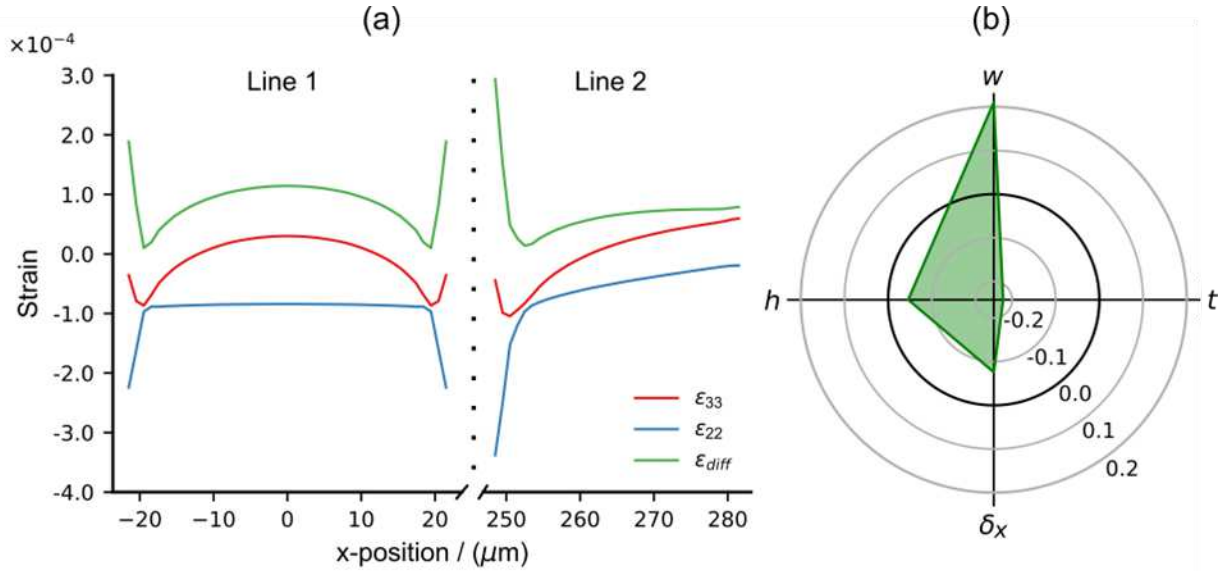 (a)
×10⁻⁴
Line 1
Line 2
3.0
2.0
1.0
0.0
-1.0
-2.0
-3.0
-4.0
Strain
ε33
ε22
εdiff
−20
−10
0
10
20
250
260
270
280
x-position / (μm)
(b)
w
h
t
δx
-0.2
-0.1
0.0
0.1
0.2